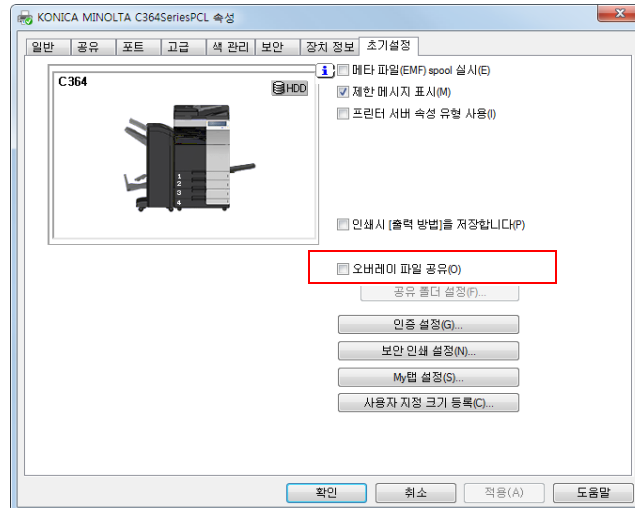 KONICA MINOLTA C364SeriesPCL 속성
일반 공유 포트 고급 색 관리 보안 장치 정보 초기설정
C364
HDD
메타 파일(EMF) spool 실시(E)
제한 메시지 표시(M)
프린터 서버 속성 유형 사용(I)
1
2
3
4
인쇄시 [출력 방법]을 저장합니다(P)
오버레이 파일 공유(O)
공유 폴더 설정(F)...
인증 설정(G)...
보안 인쇄 설정(N)...
My탭 설정(S)...
사용자 지정 크기 등록(C)...
확인 취소 적용(A) 도움말